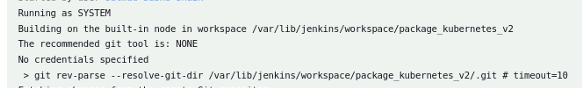 Running as SYSTEM
Building on the built-in node in workspace /var/lib/jenkins/workspace/package_kubernetes_v2
The recommended git tool is: NONE
No credentials specified
> git rev-parse --resolve-git-dir /var/lib/jenkins/workspace/package_kubernetes_v2/.git # timeout=10